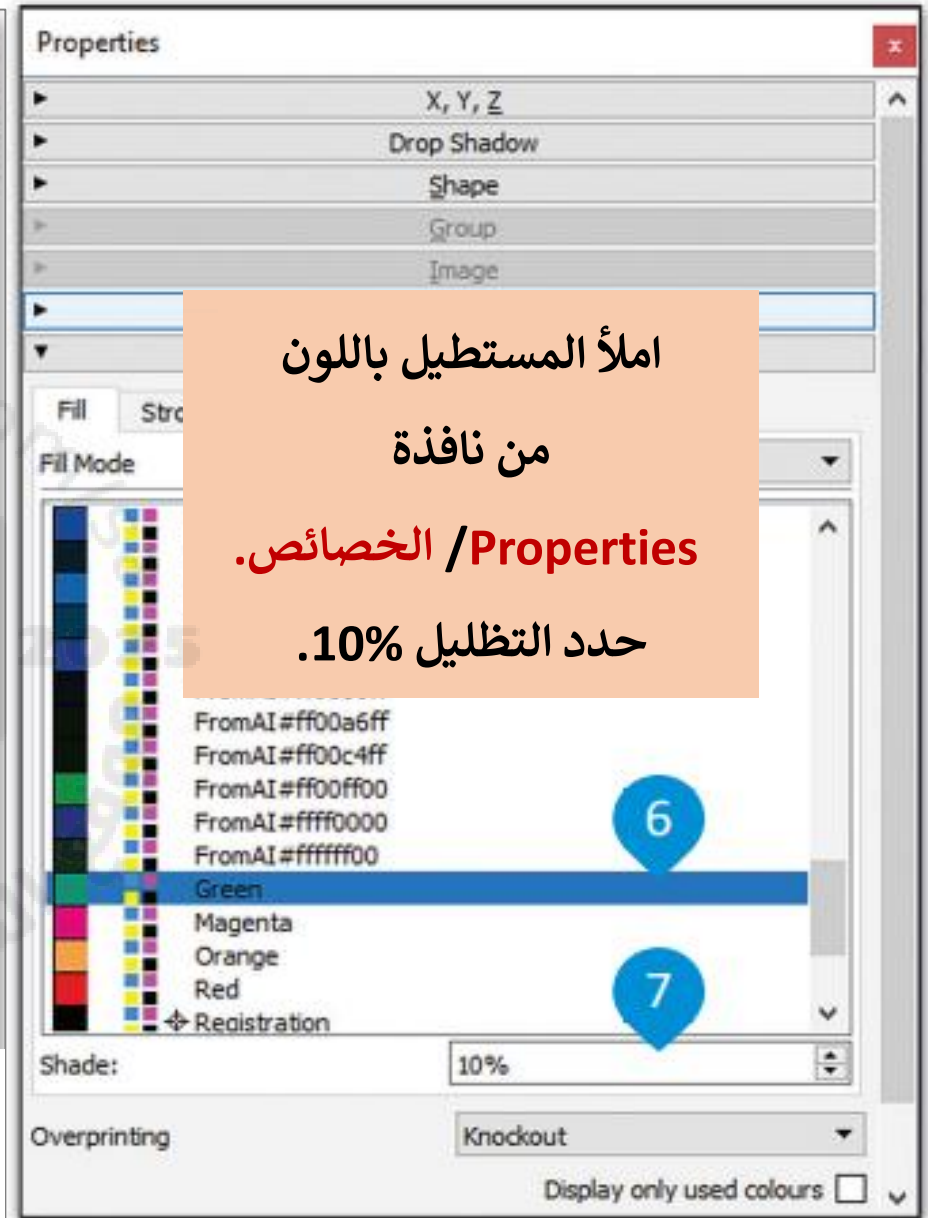 Properties
x
X, Y, Z
Drop Shadow
Shape
Group
Image
املأ المستطيل باللون
من نافذة
Properties/ الخصائص.
حدد التظليل %10.
Fill
Fill Mode
FromAI#ff00a6ff
FromAI#ff00c4ff
FromAI#ff00ff00
FromAI#ffff0000
FromAI#ffffff00
6
Green
Magenta
Orange
Red
7
Registration
Shade:
10%
Overprinting
Knockout
Display only used colours